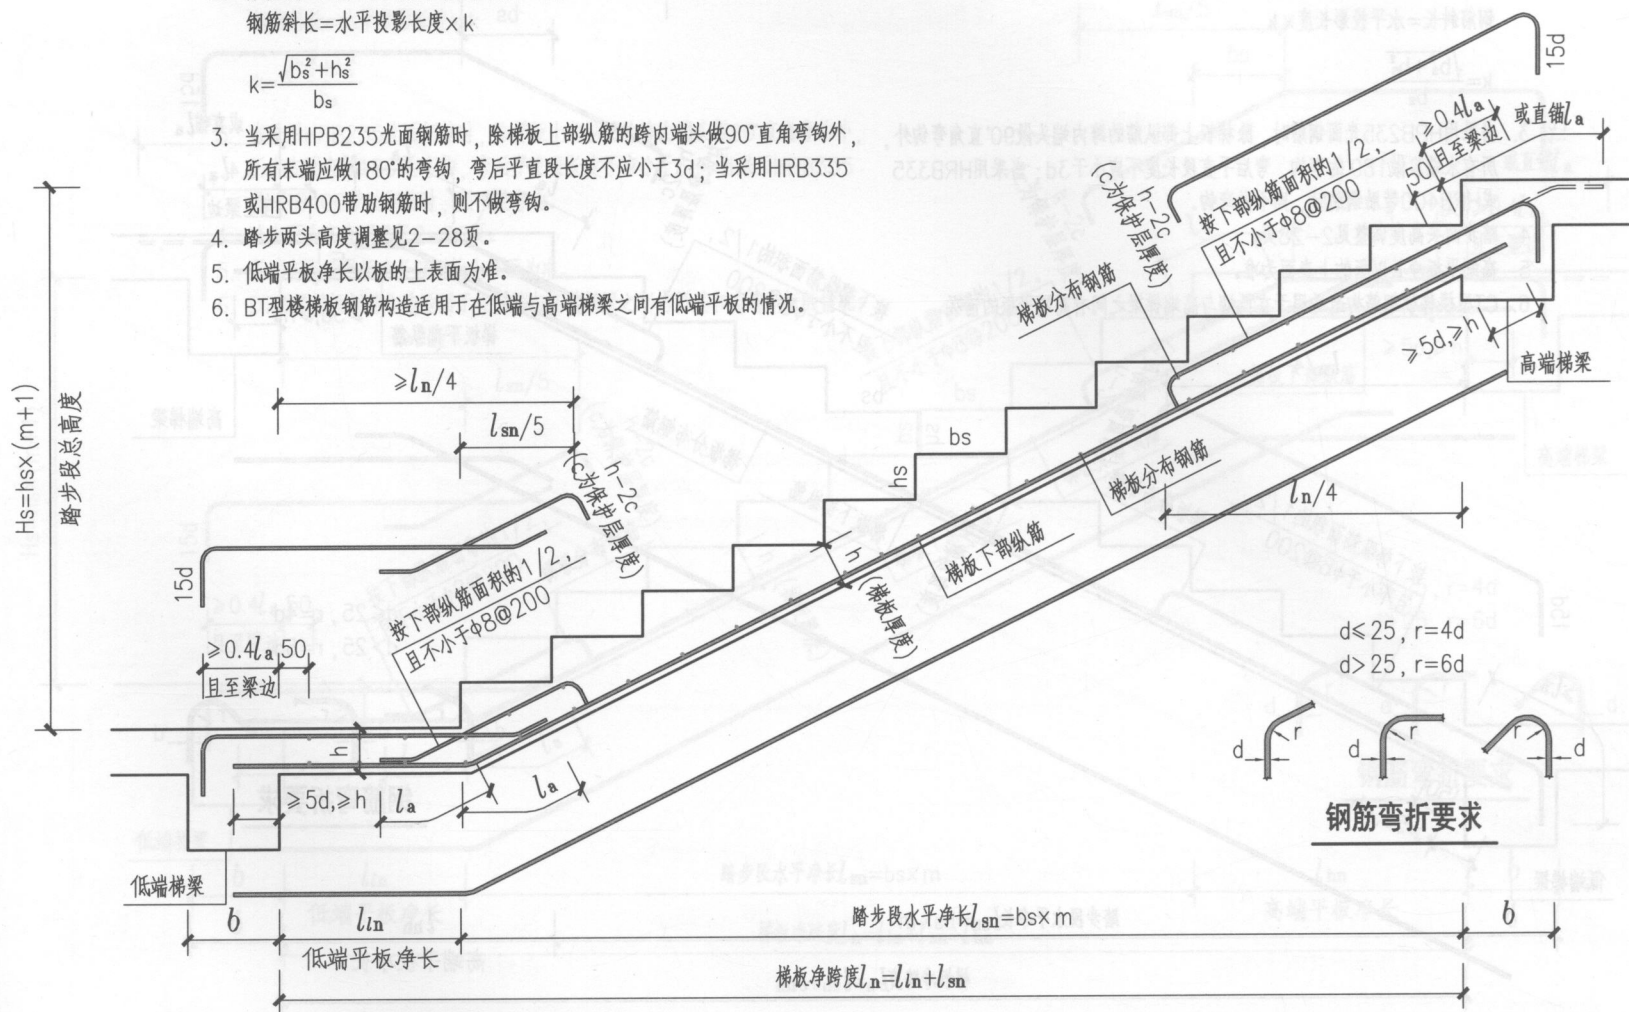 钢筋斜长=水平投影长度×k
k=√(bs²+hs²)/bs
3. 当采用HPB235光面钢筋时，除梯板上部纵筋的跨内端头做90°直角弯钩外，
所有末端应做180°的弯钩，弯后平直段长度不应小于3d；当采用HRB335
或HRB400带肋钢筋时，则不做弯钩。
4. 踏步两头高度调整见2-28页。
5. 低端平板净长以板的上表面为准。
6. BT型楼梯板钢筋构造适用于在低端与高端梯梁之间有低端平板的情况。
15d
≥0.4la
或直锚la
50
且至梁边
按下部纵筋面积的1/2，
且不小于ϕ8@200
h-2c
(c为保护层厚度)
梯板分布钢筋
≥5d,≥h
高端梯梁
Hs=hs×(m+1)
踏步段总高度
≥ln/4
lsn/5
h-2c
(c为保护层厚度)
bs
hs
梯板分布钢筋
ln/4
梯板下部纵筋
h
(梯板厚度)
15d
按下部纵筋面积的1/2，
且不小于ϕ8@200
≥0.4la
50
且至梁边
h
≥5d,≥h
la
la
d≤25, r=4d
d>25, r=6d
d
r
d
r
r
d
钢筋弯折要求
低端梯梁
b
lln
踏步段水平净长lsn=bs×m
b
低端平板净长
梯板净跨度ln=lln+lsn